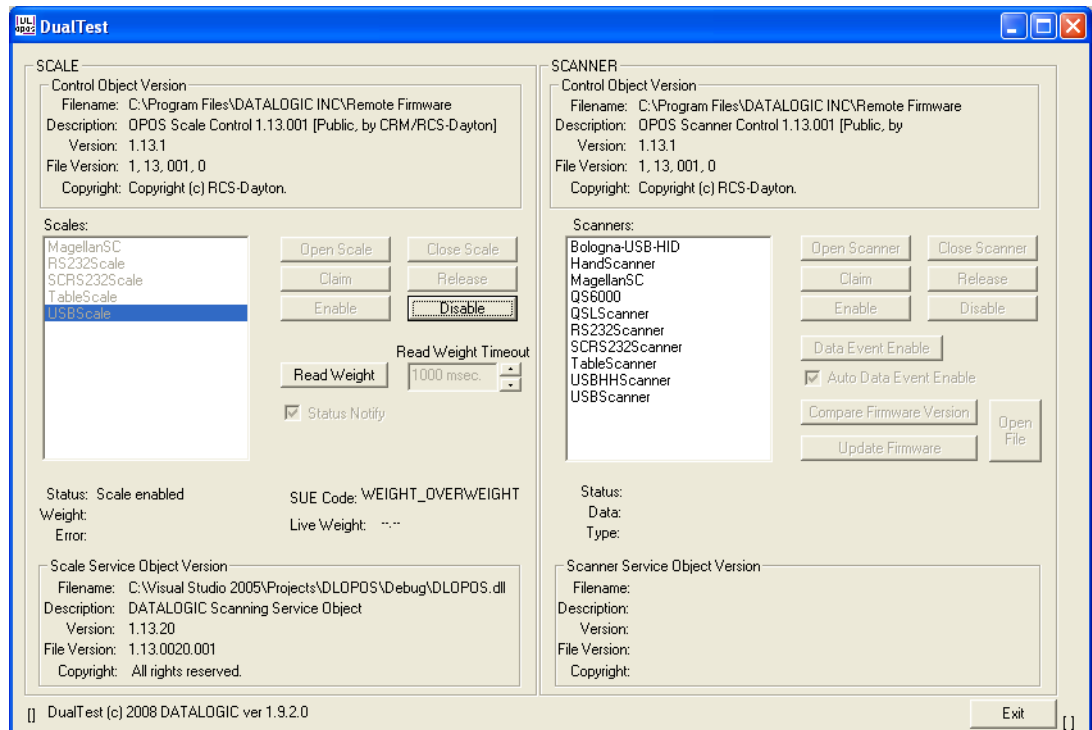 UL
opos
DualTest
SCALE
Control Object Version
Filename: C:\Program Files\DATALOGIC INC\Remote Firmware
Description: OPOS Scale Control 1.13.001 [Public, by CRM/RCS-Dayton]
Version: 1.13.1
File Version: 1, 13, 001, 0
Copyright: Copyright (c) RCS-Dayton.
Scales:
MagellanSC
RS232Scale
SCRS232Scale
TableScale
USBScale
Open Scale
Close Scale
Claim
Release
Enable
Disable
Read Weight Timeout
Read Weight
1000 msec.
Status Notify
Status: Scale enabled
SUE Code: WEIGHT_OVERWEIGHT
Weight:
Live Weight: --.--
Error:
Scale Service Object Version
Filename: C:\Visual Studio 2005\Projects\DLOPOS\Debug\DLOPOS.dll
Description: DATALOGIC Scanning Service Object
Version: 1.13.20
File Version: 1.13.0020.001
Copyright: All rights reserved.
SCANNER
Control Object Version
Filename: C:\Program Files\DATALOGIC INC\Remote Firmware
Description: OPOS Scanner Control 1.13.001 [Public, by
Version: 1.13.1
File Version: 1, 13, 001, 0
Copyright: Copyright (c) RCS-Dayton.
Scanners:
Bologna-USB-HID
HandScanner
MagellanSC
QS6000
QSLScanner
RS232Scanner
SCRS232Scanner
TableScanner
USBHHScanner
USBScanner
Open Scanner
Close Scanner
Claim
Release
Enable
Disable
Data Event Enable
Auto Data Event Enable
Compare Firmware Version
Open File
Update Firmware
Status:
Data:
Type:
Scanner Service Object Version
Filename:
Description:
Version:
File Version:
Copyright:
[] DualTest (c) 2008 DATALOGIC ver 1.9.2.0
Exit
[ ]